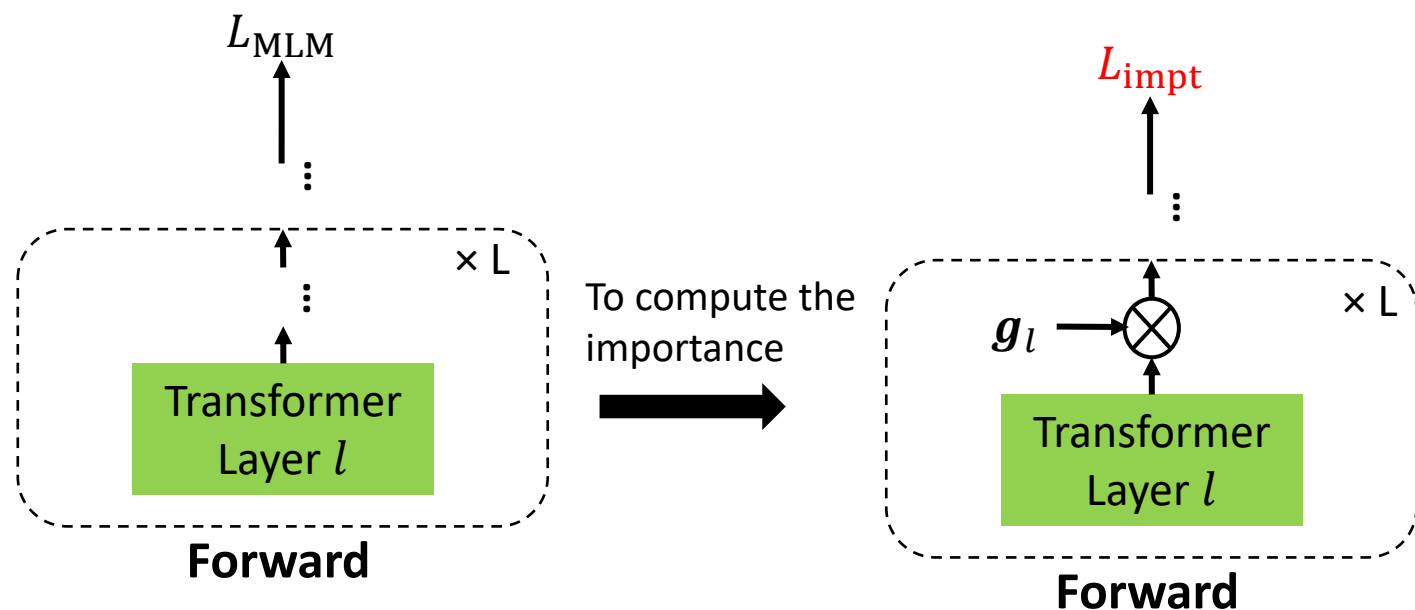 L_MLM
⋮
× L
⋮
Transformer
Layer l
Forward
To compute the
importance
L_impt
⋮
× L
g_l
Transformer
Layer l
Forward